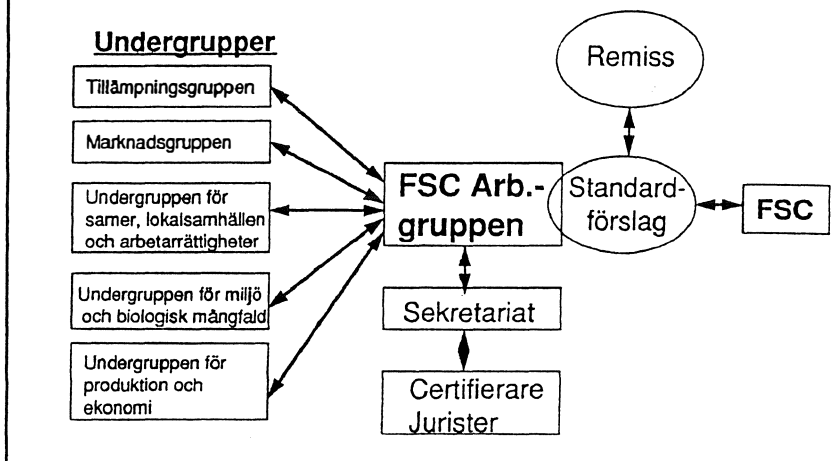 Undergrupper
Tillämpningsgruppen
Marknadsgruppen
Undergruppen för
samer, lokalsamhällen
och arbetarrättigheter
Undergruppen för miljö
och biologisk mångfald
Undergruppen för
produktion och
ekonomi
FSC Arb.-
gruppen
Sekretariat
Certifierare
Jurister
Remiss
Standard-
förslag
FSC